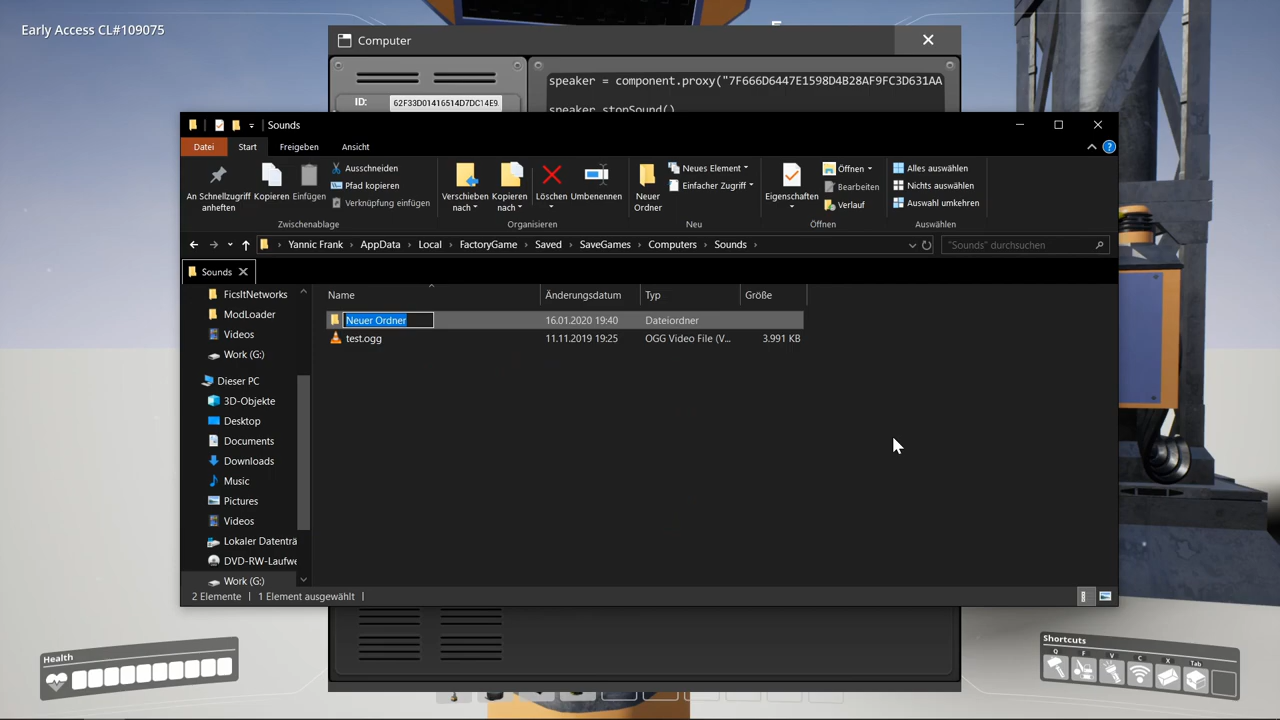 Early Access CL#109075
Computer
ID:
62F33D01416514D7DC14E9
speaker = component.proxy("7F666D6447E1598D4B28AF9FC3D631AA
speaker stopSound()
Sounds
Datei
Start
Freigeben
Ansicht
An Schnellzugriff anheften
Kopieren
Einfügen
Ausschneiden
Pfad kopieren
Verknüpfung einfügen
Zwischenablage
Verschieben nach
Kopieren nach
Löschen
Umbenennen
Organisieren
Neuer Ordner
Neues Element
Einfacher Zugriff
Neu
Eigenschaften
Öffnen
Bearbeiten
Verlauf
Öffnen
Alles auswählen
Nichts auswählen
Auswahl umkehren
Auswählen
Yannic Frank > AppData > Local > FactoryGame > Saved > SaveGames > Computers > Sounds >
"Sounds" durchsuchen
Sounds
FicsItNetworks
ModLoader
Videos
Work (G:)
Dieser PC
3D-Objekte
Desktop
Documents
Downloads
Music
Pictures
Videos
Lokaler Datenträ
DVD-RW-Laufwe
Work (G:)
Name Änderungsdatum Typ Größe
Neuer Ordner 16.01.2020 19:40 Dateiordner
test.ogg 11.11.2019 19:25 OGG Video File (V... 3.991 KB
2 Elemente
1 Element ausgewählt
Health
Shortcuts
Q F V C X Tab